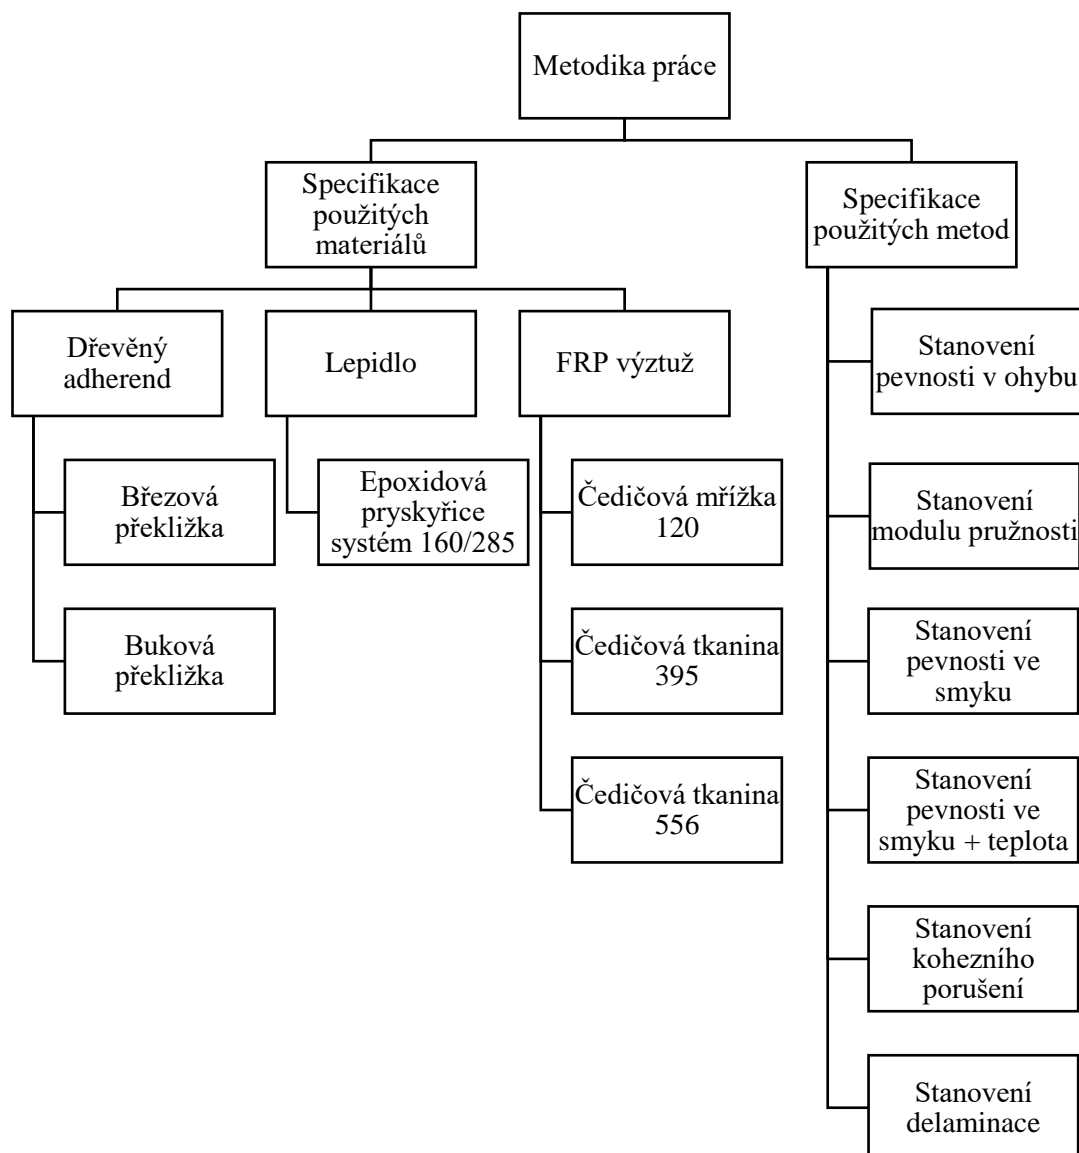 Metodika práce
Specifikace
použitých
materiálů
Specifikace
použitých metod
Dřevěný
adherend
Lepidlo
FRP výztuž
Stanovení
pevnosti v ohybu
Březová
překližka
Epoxidová
pryskyřice
systém 160/285
Čedičová mřížka
120
Stanovení
modulu pružnosti
Buková
překližka
Čedičová tkanina
395
Stanovení
pevnosti ve
smyku
Čedičová tkanina
556
Stanovení
pevnosti ve
smyku + teplota
Stanovení
kohezního
porušení
Stanovení
delaminace